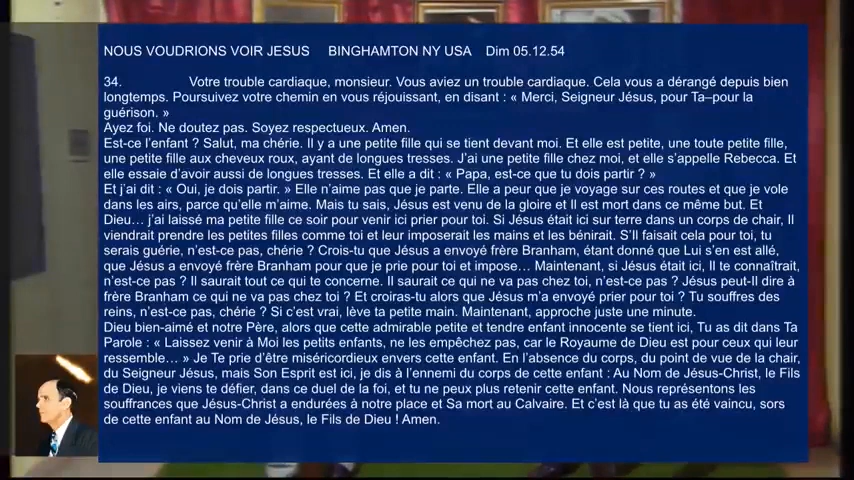 NOUS VOUDRIONS VOIR JESUS BINGHAMTON NY USA Dim 05.12.54
34. Votre trouble cardiaque, monsieur. Vous aviez un trouble cardiaque. Cela vous a dérangé depuis bien
longtemps. Poursuivez votre chemin en vous réjouissant, en disant : « Merci, Seigneur Jésus, pour Ta–pour la
guérison. »
Ayez foi. Ne doutez pas. Soyez respectueux. Amen.
Est-ce l'enfant ? Salut, ma chérie. Il y a une petite fille qui se tient devant moi. Et elle est petite, une toute petite fille,
une petite fille aux cheveux roux, ayant de longues tresses. J'ai une petite fille chez moi, et elle s'appelle Rebecca. Et
elle essaie d'avoir aussi de longues tresses. Et elle a dit : « Papa, est-ce que tu dois partir ? »
Et j'ai dit : « Oui, je dois partir. » Elle n'aime pas que je parte. Elle a peur que je voyage sur ces routes et que je vole
dans les airs, parce qu'elle m'aime. Mais tu sais, Jésus est venu de la gloire et Il est mort dans ce même but. Et
Dieu… j'ai laissé ma petite fille ce soir pour venir ici prier pour toi. Si Jésus était ici sur terre dans un corps de chair, Il
viendrait prendre les petites filles comme toi et leur imposerait les mains et les bénirait. S'Il faisait cela pour toi, tu
serais guérie, n'est-ce pas, chérie ? Crois-tu que Jésus a envoyé frère Branham, étant donné que Lui s'en est allé,
que Jésus a envoyé frère Branham pour que je prie pour toi et impose… Maintenant, si Jésus était ici, Il te connaîtrait,
n'est-ce pas ? Il saurait tout ce qui te concerne. Il saurait ce qui ne va pas chez toi, n'est-ce pas ? Jésus peut-Il dire à
frère Branham ce qui ne va pas chez toi ? Et croiras-tu alors que Jésus m'a envoyé prier pour toi ? Tu souffres des
reins, n'est-ce pas, chérie ? Si c'est vrai, lève ta petite main. Maintenant, approche juste une minute.
Dieu bien-aimé et notre Père, alors que cette admirable petite et tendre enfant innocente se tient ici, Tu as dit dans Ta
Parole : « Laissez venir à Moi les petits enfants, ne les empêchez pas, car le Royaume de Dieu est pour ceux qui leur
ressemble… » Je Te prie d'être miséricordieux envers cette enfant. En l'absence du corps, du point de vue de la chair,
du Seigneur Jésus, mais Son Esprit est ici, je dis à l'ennemi du corps de cette enfant : Au Nom de Jésus-Christ, le Fils
de Dieu, je viens te défier, dans ce duel de la foi, et tu ne peux plus retenir cette enfant. Nous représentons les
souffrances que Jésus-Christ a endurées à notre place et Sa mort au Calvaire. Et c'est là que tu as été vaincu, sors
de cette enfant au Nom de Jésus, le Fils de Dieu ! Amen.